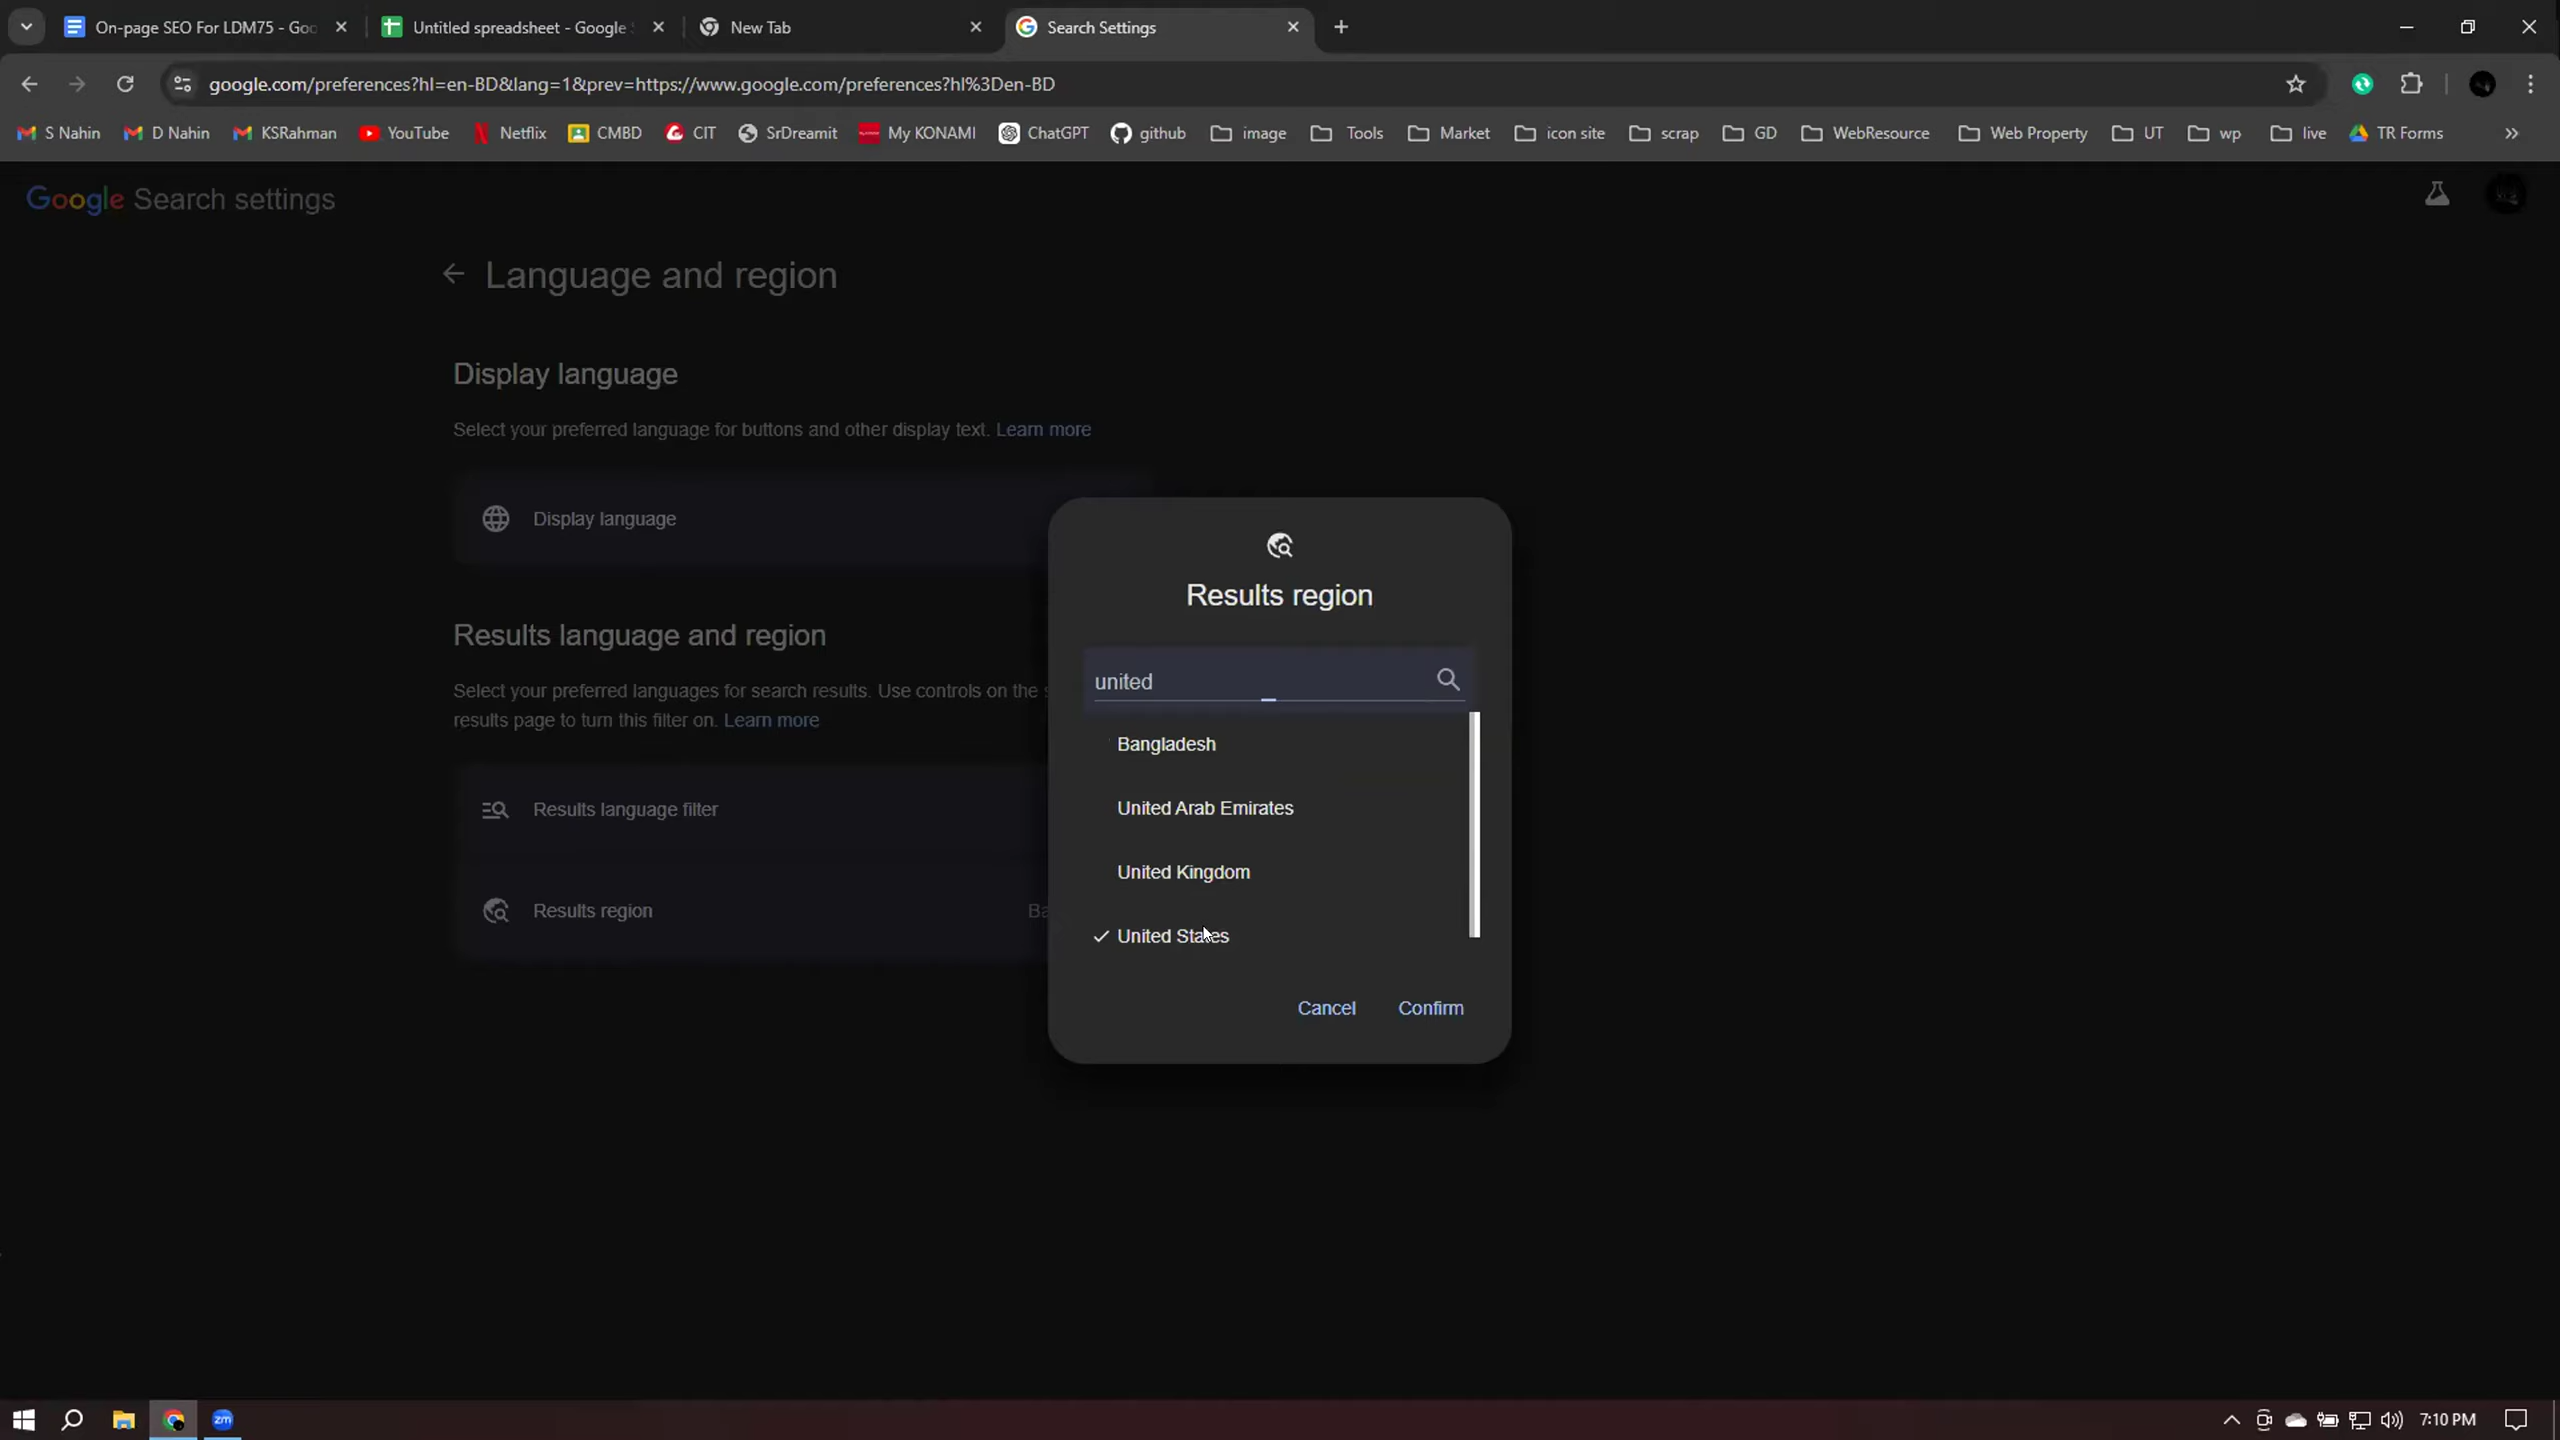 On-page SEO For LDM75 - Goo
Untitled spreadsheet - Google S
New Tab
Search Settings
google.com/preferences?hl=en-BD&lang=1&prev=https://www.google.com/preferences?hl%3Den-BD
S Nahin
D Nahin
KSRahman
YouTube
Netflix
CMBD
CIT
SrDreamit
My KONAMI
ChatGPT
github
image
Tools
Market
icon site
scrap
GD
WebResource
Web Property
UT
wp
live
TR Forms
Google Search settings
Language and region
Display language
Select your preferred language for buttons and other display text. Learn more
Display language
Results language and region
Select your preferred languages for search results. Use controls on the s
results page to turn this filter on. Learn more
Results language filter
Results region
Ba
Results region
united
Bangladesh
United Arab Emirates
United Kingdom
United States
Cancel
Confirm
zm
7:10 PM